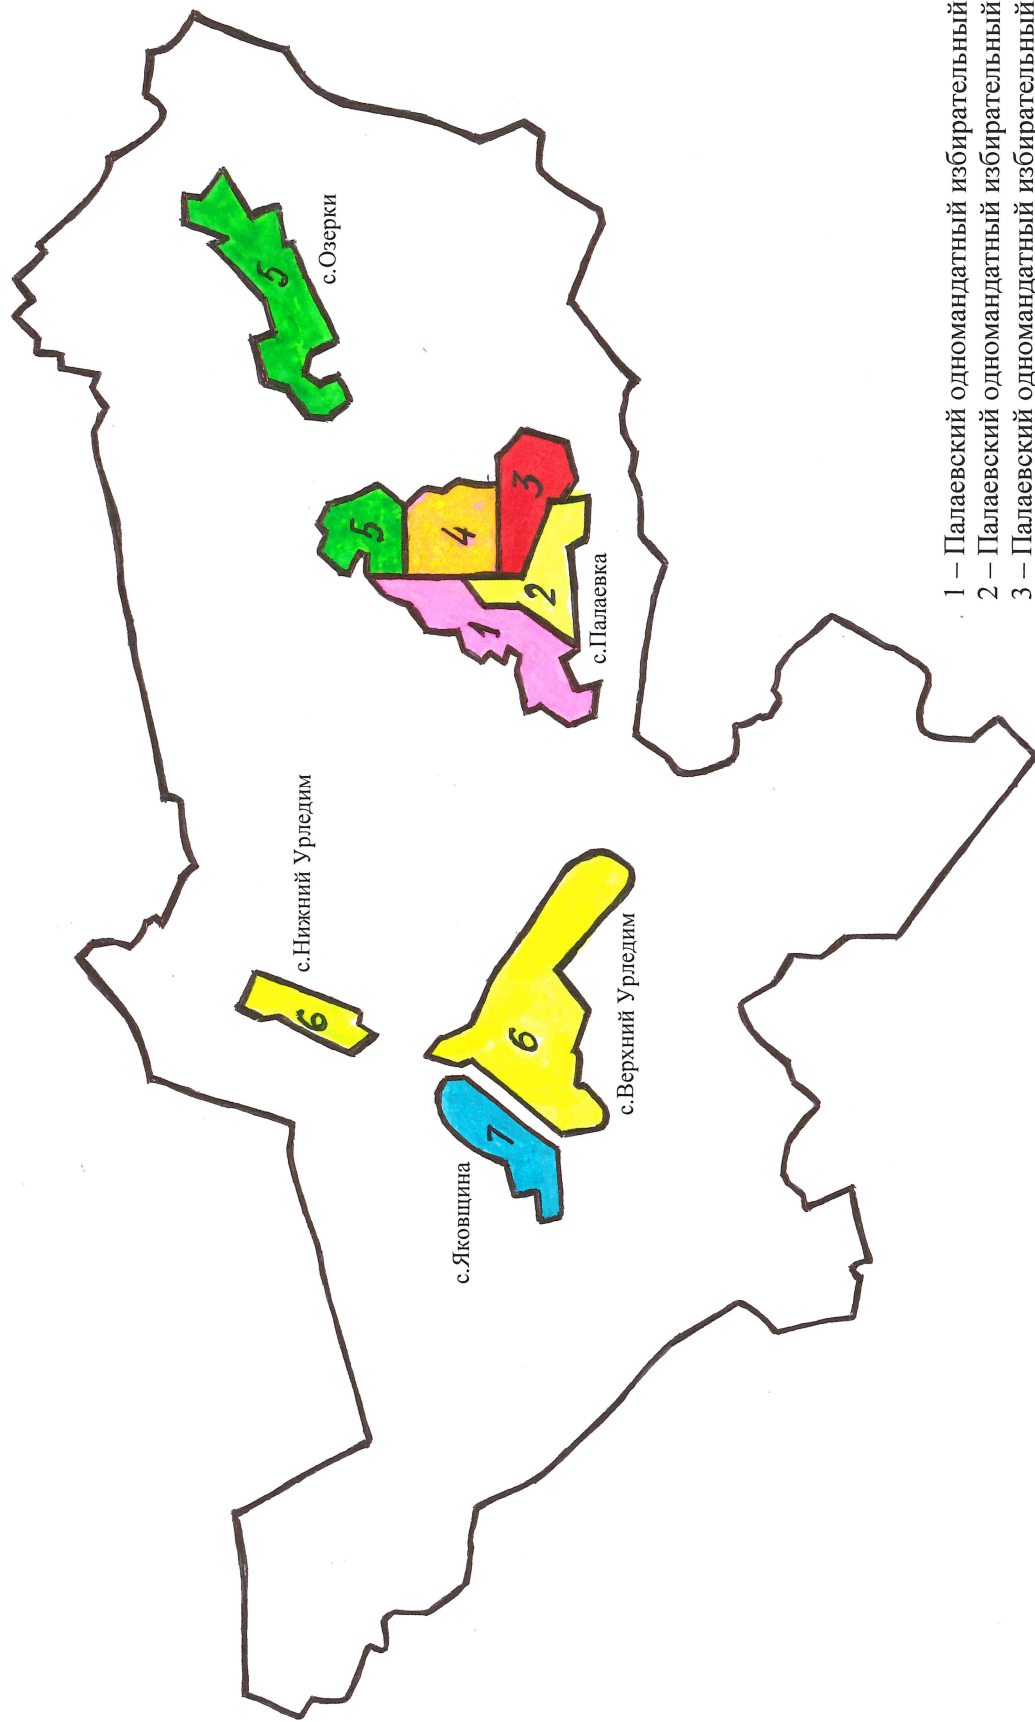 с.Озерки
5
5
4
3
2
1
с.Палаевка
с.Нижний Урледим
6
6
с.Верхний Урледим
7
с.Яковщина
1 – Палаевский одномандатный избирательный
2 – Палаевский одномандатный избирательный
3 – Палаевский одномандатный избирательный